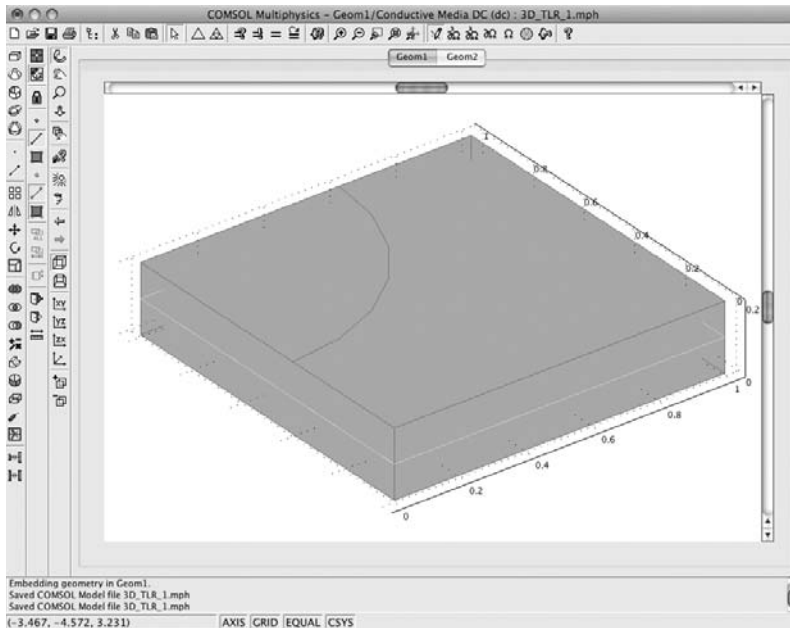 COMSOL Multiphysics – Geom1/Conductive Media DC (dc) : 3D_TLR_1.mph
Geom1 Geom2
1
0.8
0.6
0.4
0.2
0
0.2
0
1
0.8
0.6
0.4
0.2
0
Embedding geometry in Geom1.
Saved COMSOL Model file 3D_TLR_1.mph
Saved COMSOL Model file 3D_TLR_1.mph
(-3.467, -4.572, 3.231) AXIS GRID EQUAL CSYS